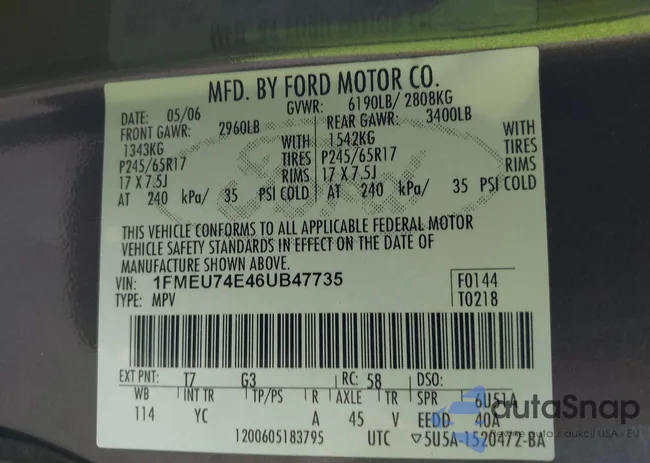 MFD. BY FORD MOTOR CO.
DATE: 05/06 GVWR: 6190LB/ 2808KG
FRONT GAWR: 2960LB REAR GAWR: 3400LB
1343KG WITH 1542KG WITH
P245/65R17 TIRES P245/65R17 TIRES
17 X 7.5J RIMS 17 X 7.5J RIMS
AT 240 kPa/ 35 PSI COLD AT 240 kPa/ 35 PSI COLD
THIS VEHICLE CONFORMS TO ALL APPLICABLE FEDERAL MOTOR
VEHICLE SAFETY STANDARDS IN EFFECT ON THE DATE OF
MANUFACTURE SHOWN ABOVE.
VIN: 1FMEU74E46UB47735 F0144
TYPE: MPV T0218
EXT PNT: T7 G3 RC: 58 DSO:
WB INT TR TP/PS R AXLE TR SPR 6U51A
114 YC A 45 V EEDD 40A
1200605183795 UTC ▽5U5A-1520472-BA
autaSnap